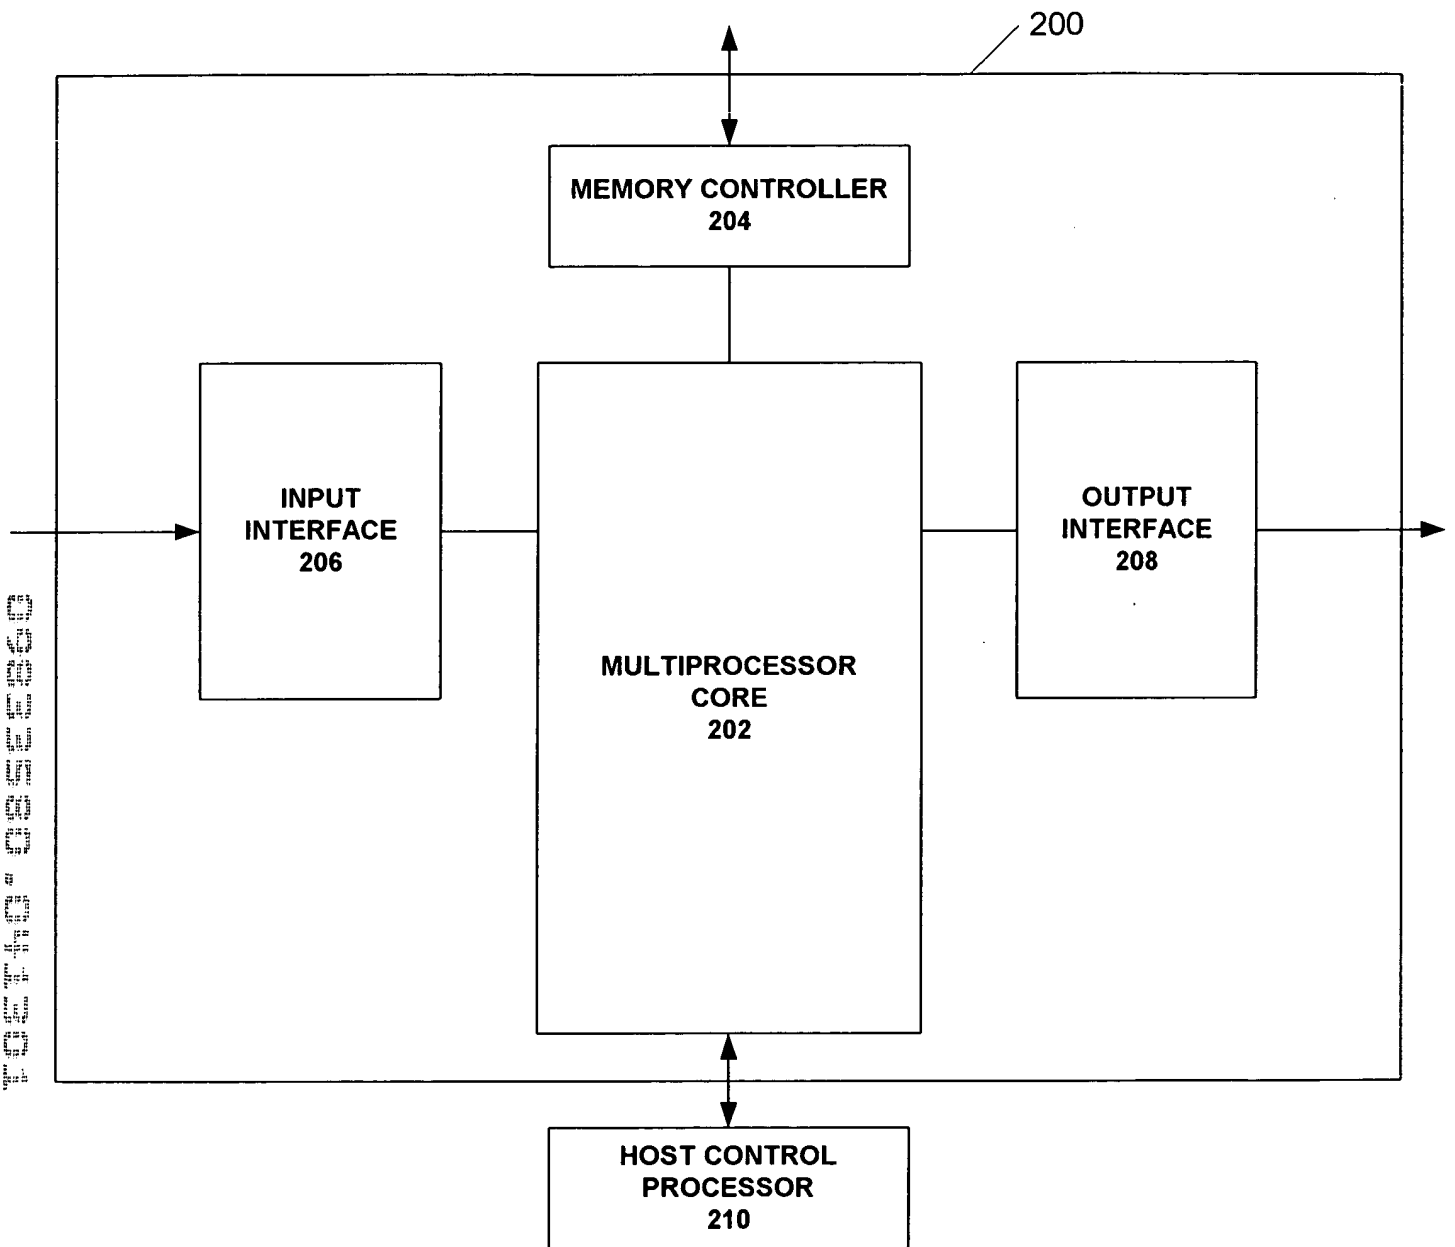 200
MEMORY CONTROLLER
204
INPUT
INTERFACE
206
OUTPUT
INTERFACE
208
MULTIPROCESSOR
CORE
202
HOST CONTROL
PROCESSOR
210